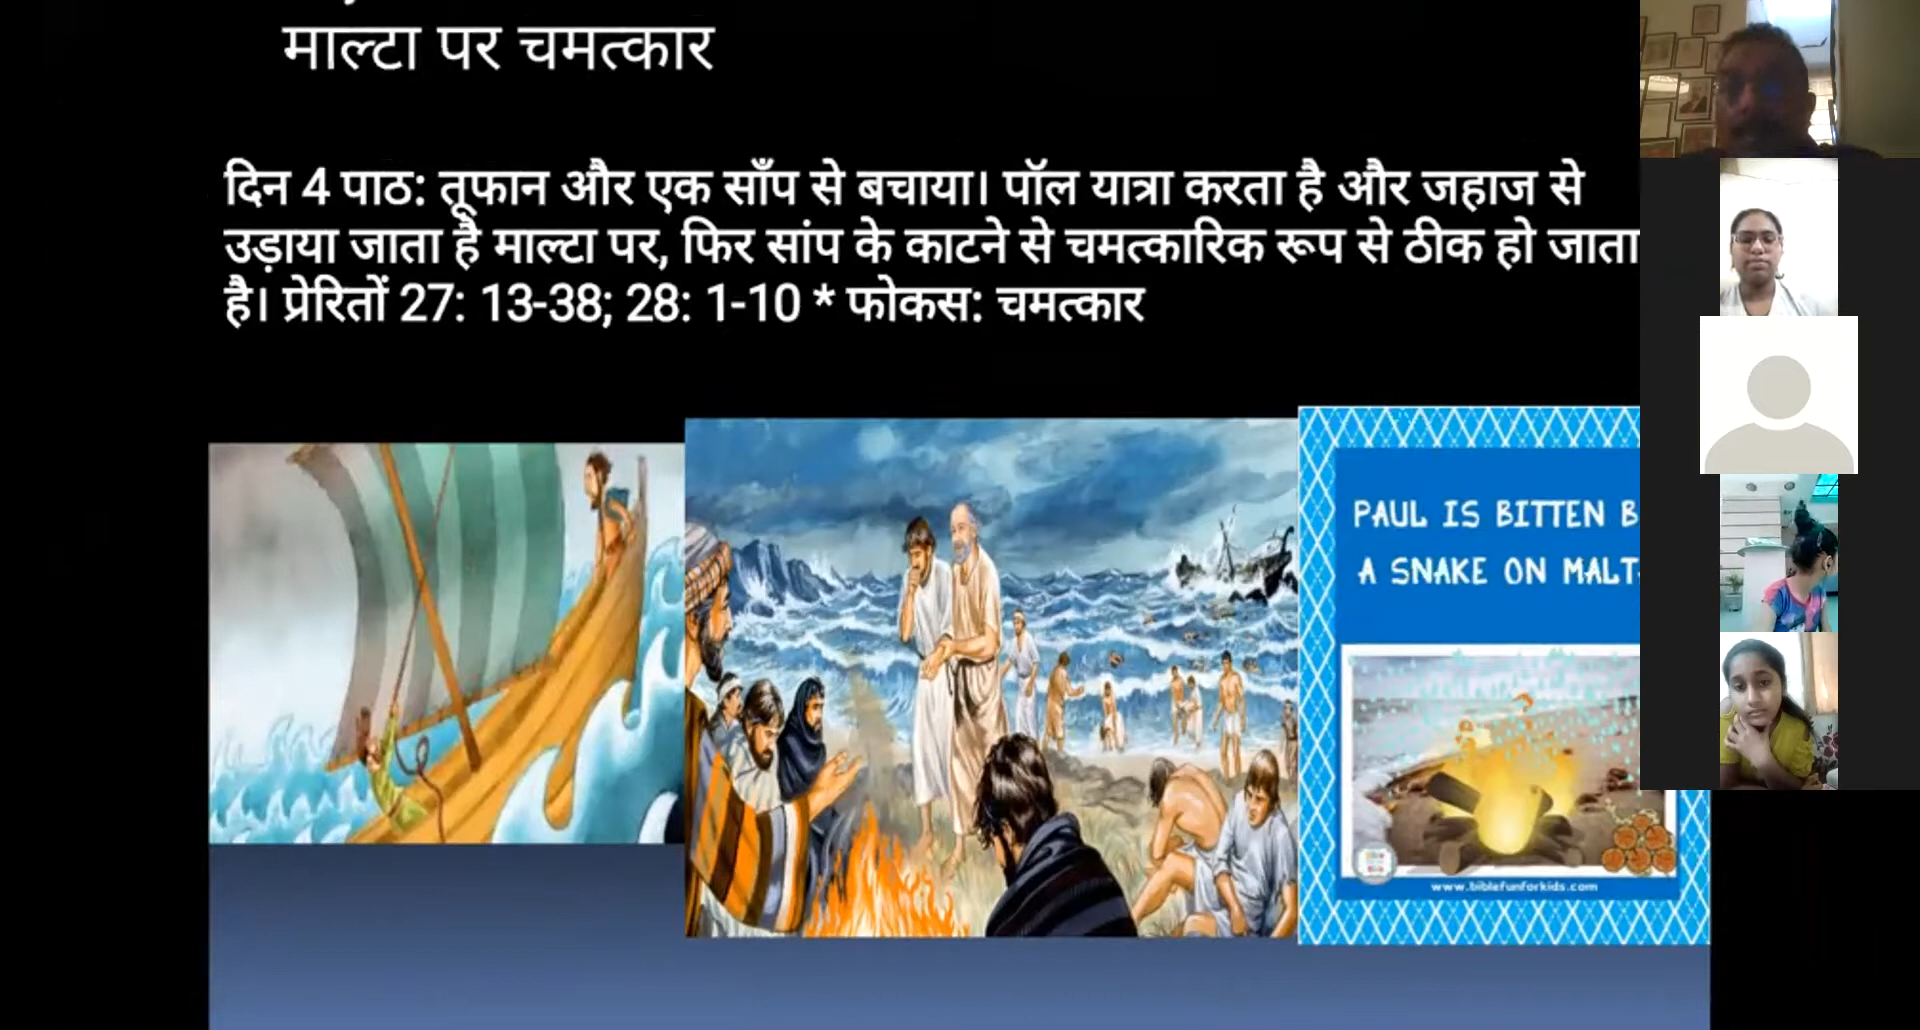 माल्टा पर चमत्कार
दिन 4 पाठ: तूफान और एक साँप से बचाया। पॉल यात्रा करता है और जहाज से
उड़ाया जाता है माल्टा पर, फिर सांप के काटने से चमत्कारिक रूप से ठीक हो जाता
है। प्रेरितों 27: 13-38; 28: 1-10 * फोकस: चमत्कार
PAUL IS BITTEN B
A SNAKE ON MALT
www.biblefunforkids.com